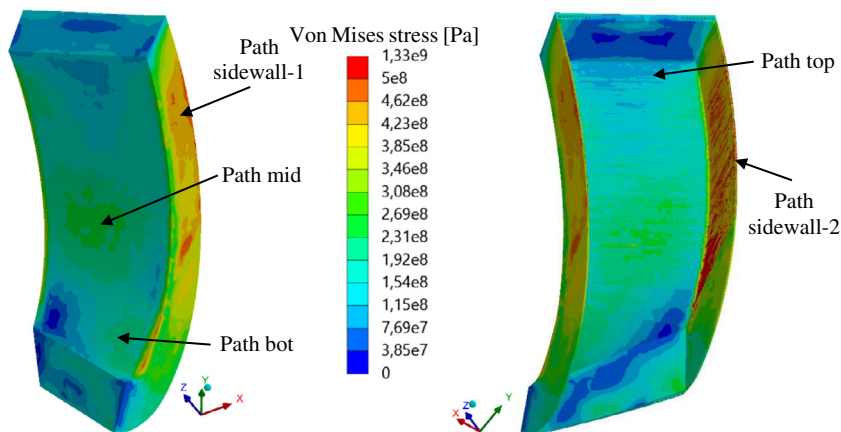 Path
sidewall-1
Von Mises stress [Pa]
1,33e9
5e8
4,62e8
4,23e8
3,85e8
3,46e8
3,08e8
2,69e8
2,31e8
1,92e8
1,54e8
1,15e8
7,69e7
3,85e7
0
Path top
Path mid
Path
sidewall-2
Path bot
Z
Y
X
X
Z
Y